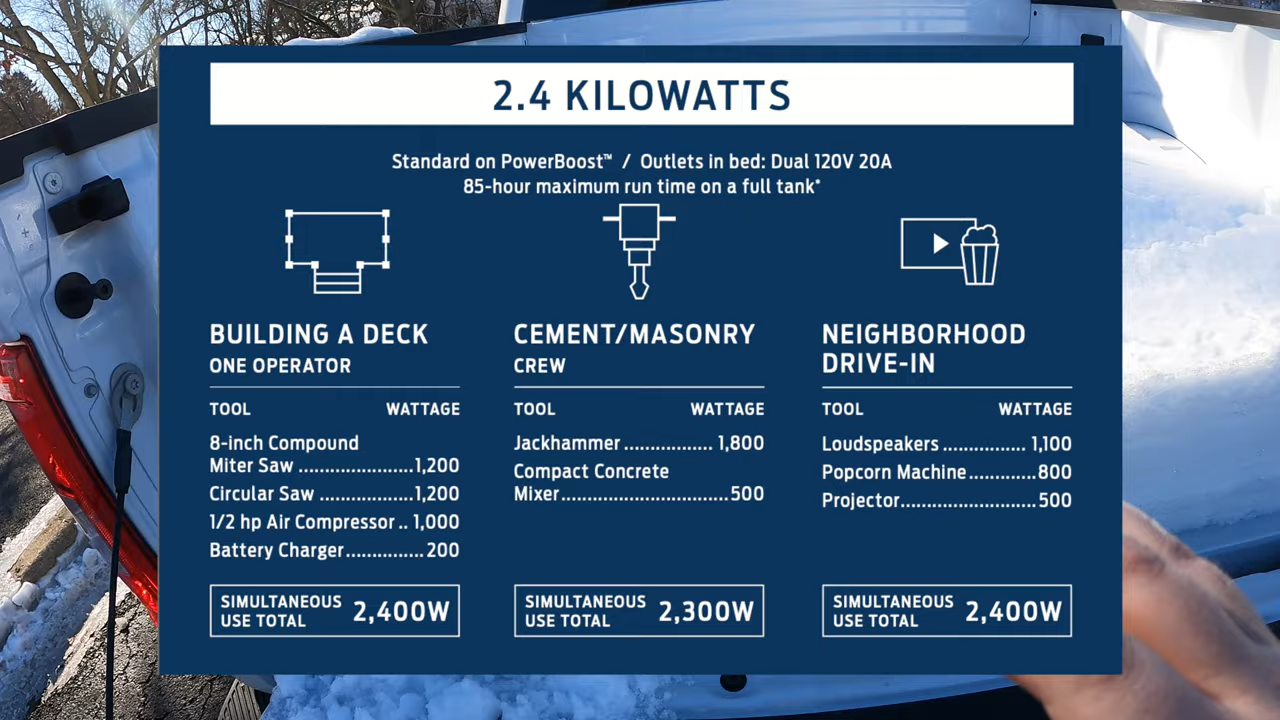 2.4 KILOWATTS
Standard on PowerBoost™ / Outlets in bed: Dual 120V 20A
85-hour maximum run time on a full tank*
BUILDING A DECK
ONE OPERATOR
TOOL WATTAGE
8-inch Compound
Miter Saw ......................1,200
Circular Saw ..................1,200
1/2 hp Air Compressor .. 1,000
Battery Charger............... 200
SIMULTANEOUS
USE TOTAL
2,400W
CEMENT/MASONRY
CREW
TOOL WATTAGE
Jackhammer ................. 1,800
Compact Concrete
Mixer................................500
SIMULTANEOUS
USE TOTAL
2,300W
NEIGHBORHOOD
DRIVE-IN
TOOL WATTAGE
Loudspeakers ................ 1,100
Popcorn Machine.............800
Projector..........................500
SIMULTANEOUS
USE TOTAL
2,400W